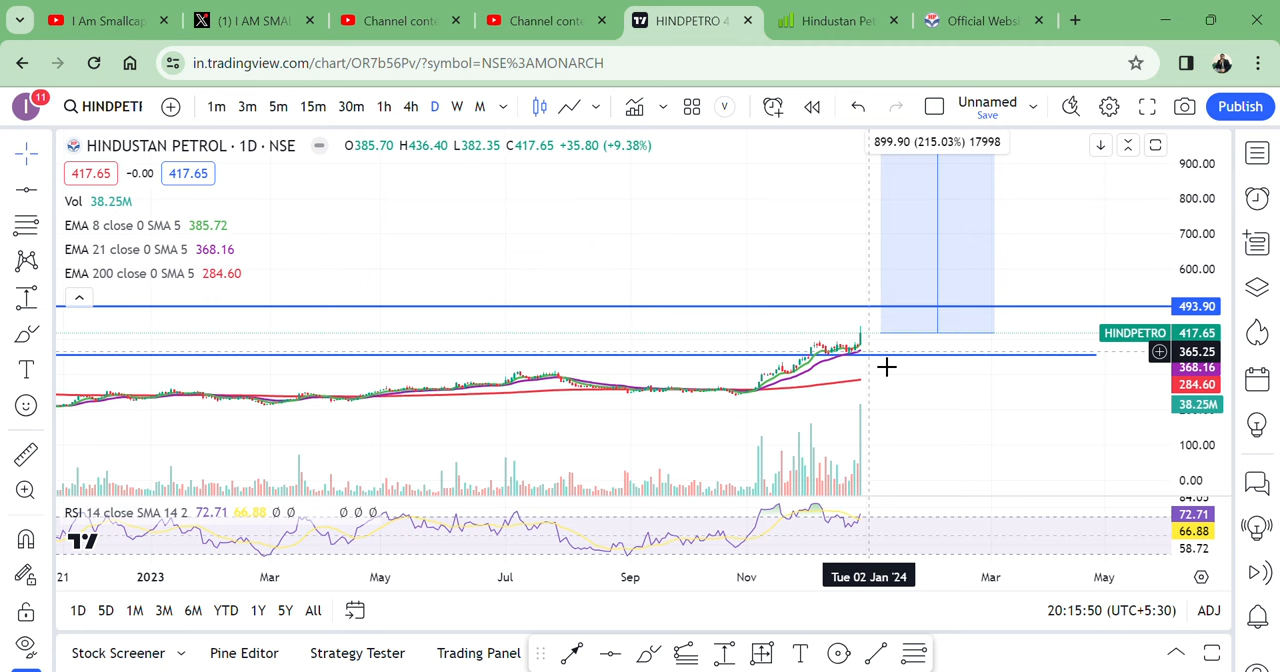 I Am Smallcap
(1) I AM SMAL
Channel conte
Channel conte
HINDPETRO 4
Hindustan Pet
Official Websi
in.tradingview.com/chart/OR7b56Pv/?symbol=NSE%3AMONARCH
I
11
HINDPETR
1m 3m 5m 15m 30m 1h 4h D W M
V
Unnamed
Save
Publish
HINDUSTAN PETROL · 1D · NSE
O385.70 H436.40 L382.35 C417.65 +35.80 (+9.38%)
417.65 -0.00 417.65
Vol 38.25M
EMA 8 close 0 SMA 5 385.72
EMA 21 close 0 SMA 5 368.16
EMA 200 close 0 SMA 5 284.60
899.90 (215.03%) 17998
900.00
800.00
700.00
600.00
493.90
HINDPETRO 417.65
365.25
368.16
284.60
38.25M
100.00
0.00
RSI 14 close SMA 14 2 72.71 66.88 Ø Ø Ø Ø Ø
84.05
72.71
66.88
58.72
21 2023 Mar May Jul Sep Nov Tue 02 Jan '24 Mar May
1D 5D 1M 3M 6M YTD 1Y 5Y All
20:15:50 (UTC+5:30) ADJ
Stock Screener Pine Editor Strategy Tester Trading Panel
T